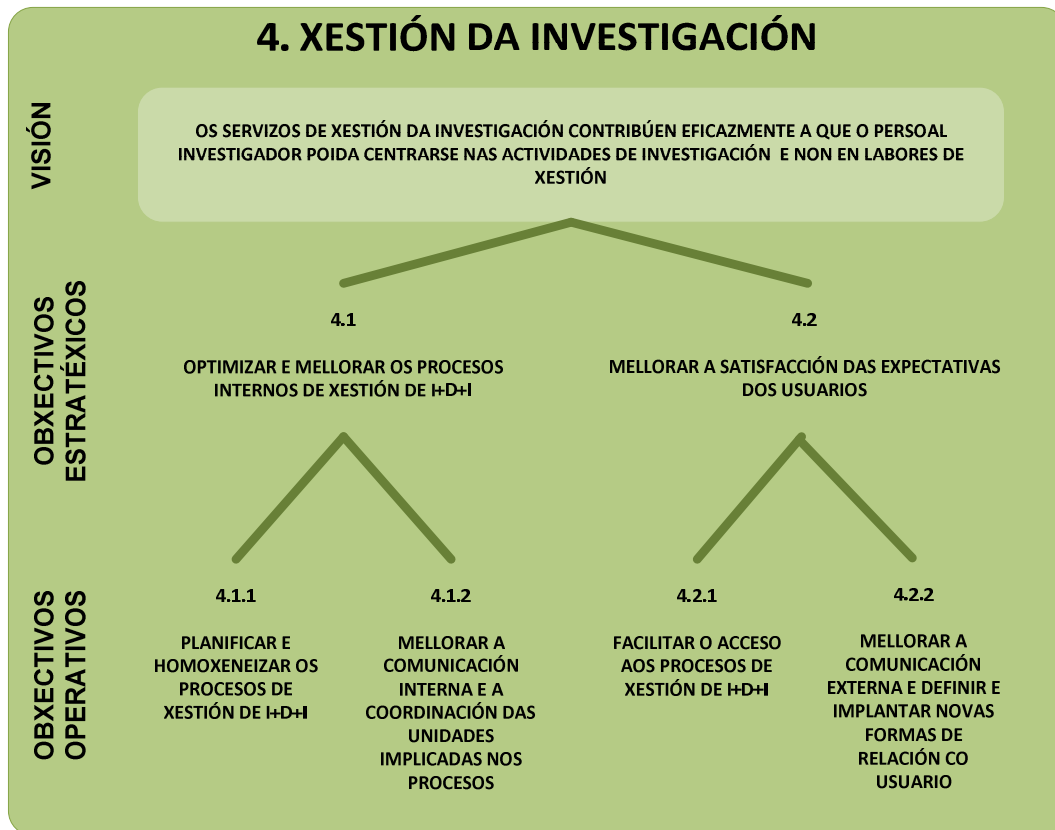 4. XESTIÓN DA INVESTIGACIÓN
VISIÓN
OS SERVIZOS DE XESTIÓN DA INVESTIGACIÓN CONTRIBÚEN EFICAZMENTE A QUE O PERSOAL
INVESTIGADOR POIDA CENTRARSE NAS ACTIVIDADES DE INVESTIGACIÓN E NON EN LABORES DE
XESTIÓN
OBXECTIVOS
ESTRATÉXICOS
4.1
OPTIMIZAR E MELLORAR OS PROCESOS
INTERNOS DE XESTIÓN DE I+D+I
4.2
MELLORAR A SATISFACCIÓN DAS EXPECTATIVAS
DOS USUARIOS
OBXECTIVOS
OPERATIVOS
4.1.1
PLANIFICAR E
HOMOXENEIZAR OS
PROCESOS DE
XESTIÓN DE I+D+I
4.1.2
MELLORAR A
COMUNICACIÓN
INTERNA E A
COORDINACIÓN DAS
UNIDADES
IMPLICADAS NOS
PROCESOS
4.2.1
FACILITAR O ACCESO
AOS PROCESOS DE
XESTIÓN DE I+D+I
4.2.2
MELLORAR A
COMUNICACIÓN
EXTERNA E DEFINIR E
IMPLANTAR NOVAS
FORMAS DE
RELACIÓN CO
USUARIO